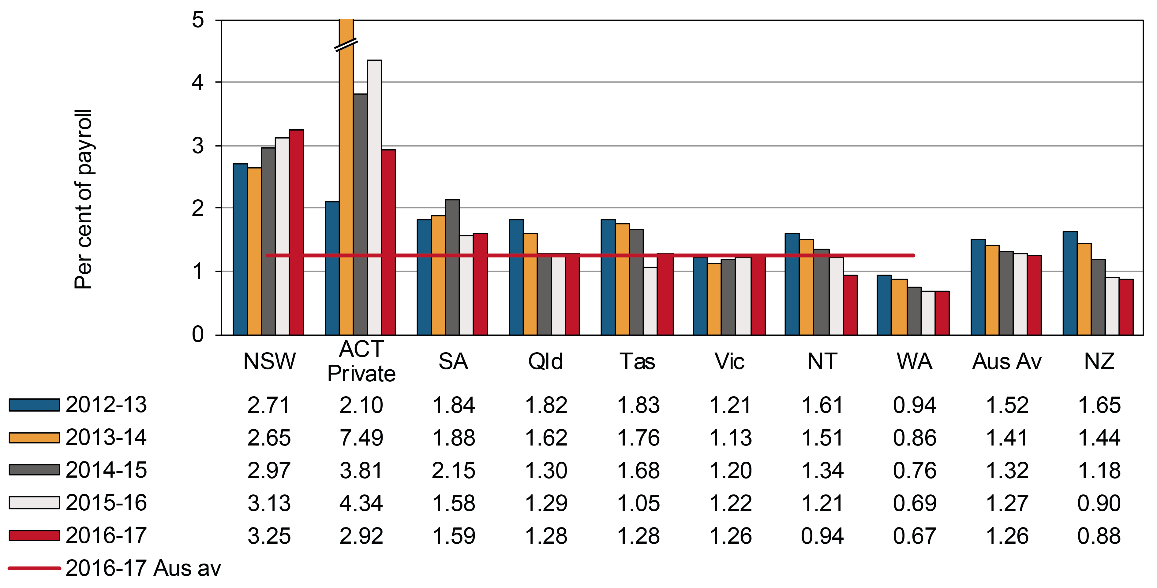 Per cent of payroll
5
4
3
2
1
0
NSW ACT Private SA Qld Tas Vic NT WA Aus Av NZ
2012-13 2.71 2.10 1.84 1.82 1.83 1.21 1.61 0.94 1.52 1.65
2013-14 2.65 7.49 1.88 1.62 1.76 1.13 1.51 0.86 1.41 1.44
2014-15 2.97 3.81 2.15 1.30 1.68 1.20 1.34 0.76 1.32 1.18
2015-16 3.13 4.34 1.58 1.29 1.05 1.22 1.21 0.69 1.27 0.90
2016-17 3.25 2.92 1.59 1.28 1.28 1.26 0.94 0.67 1.26 0.88
2016-17 Aus av